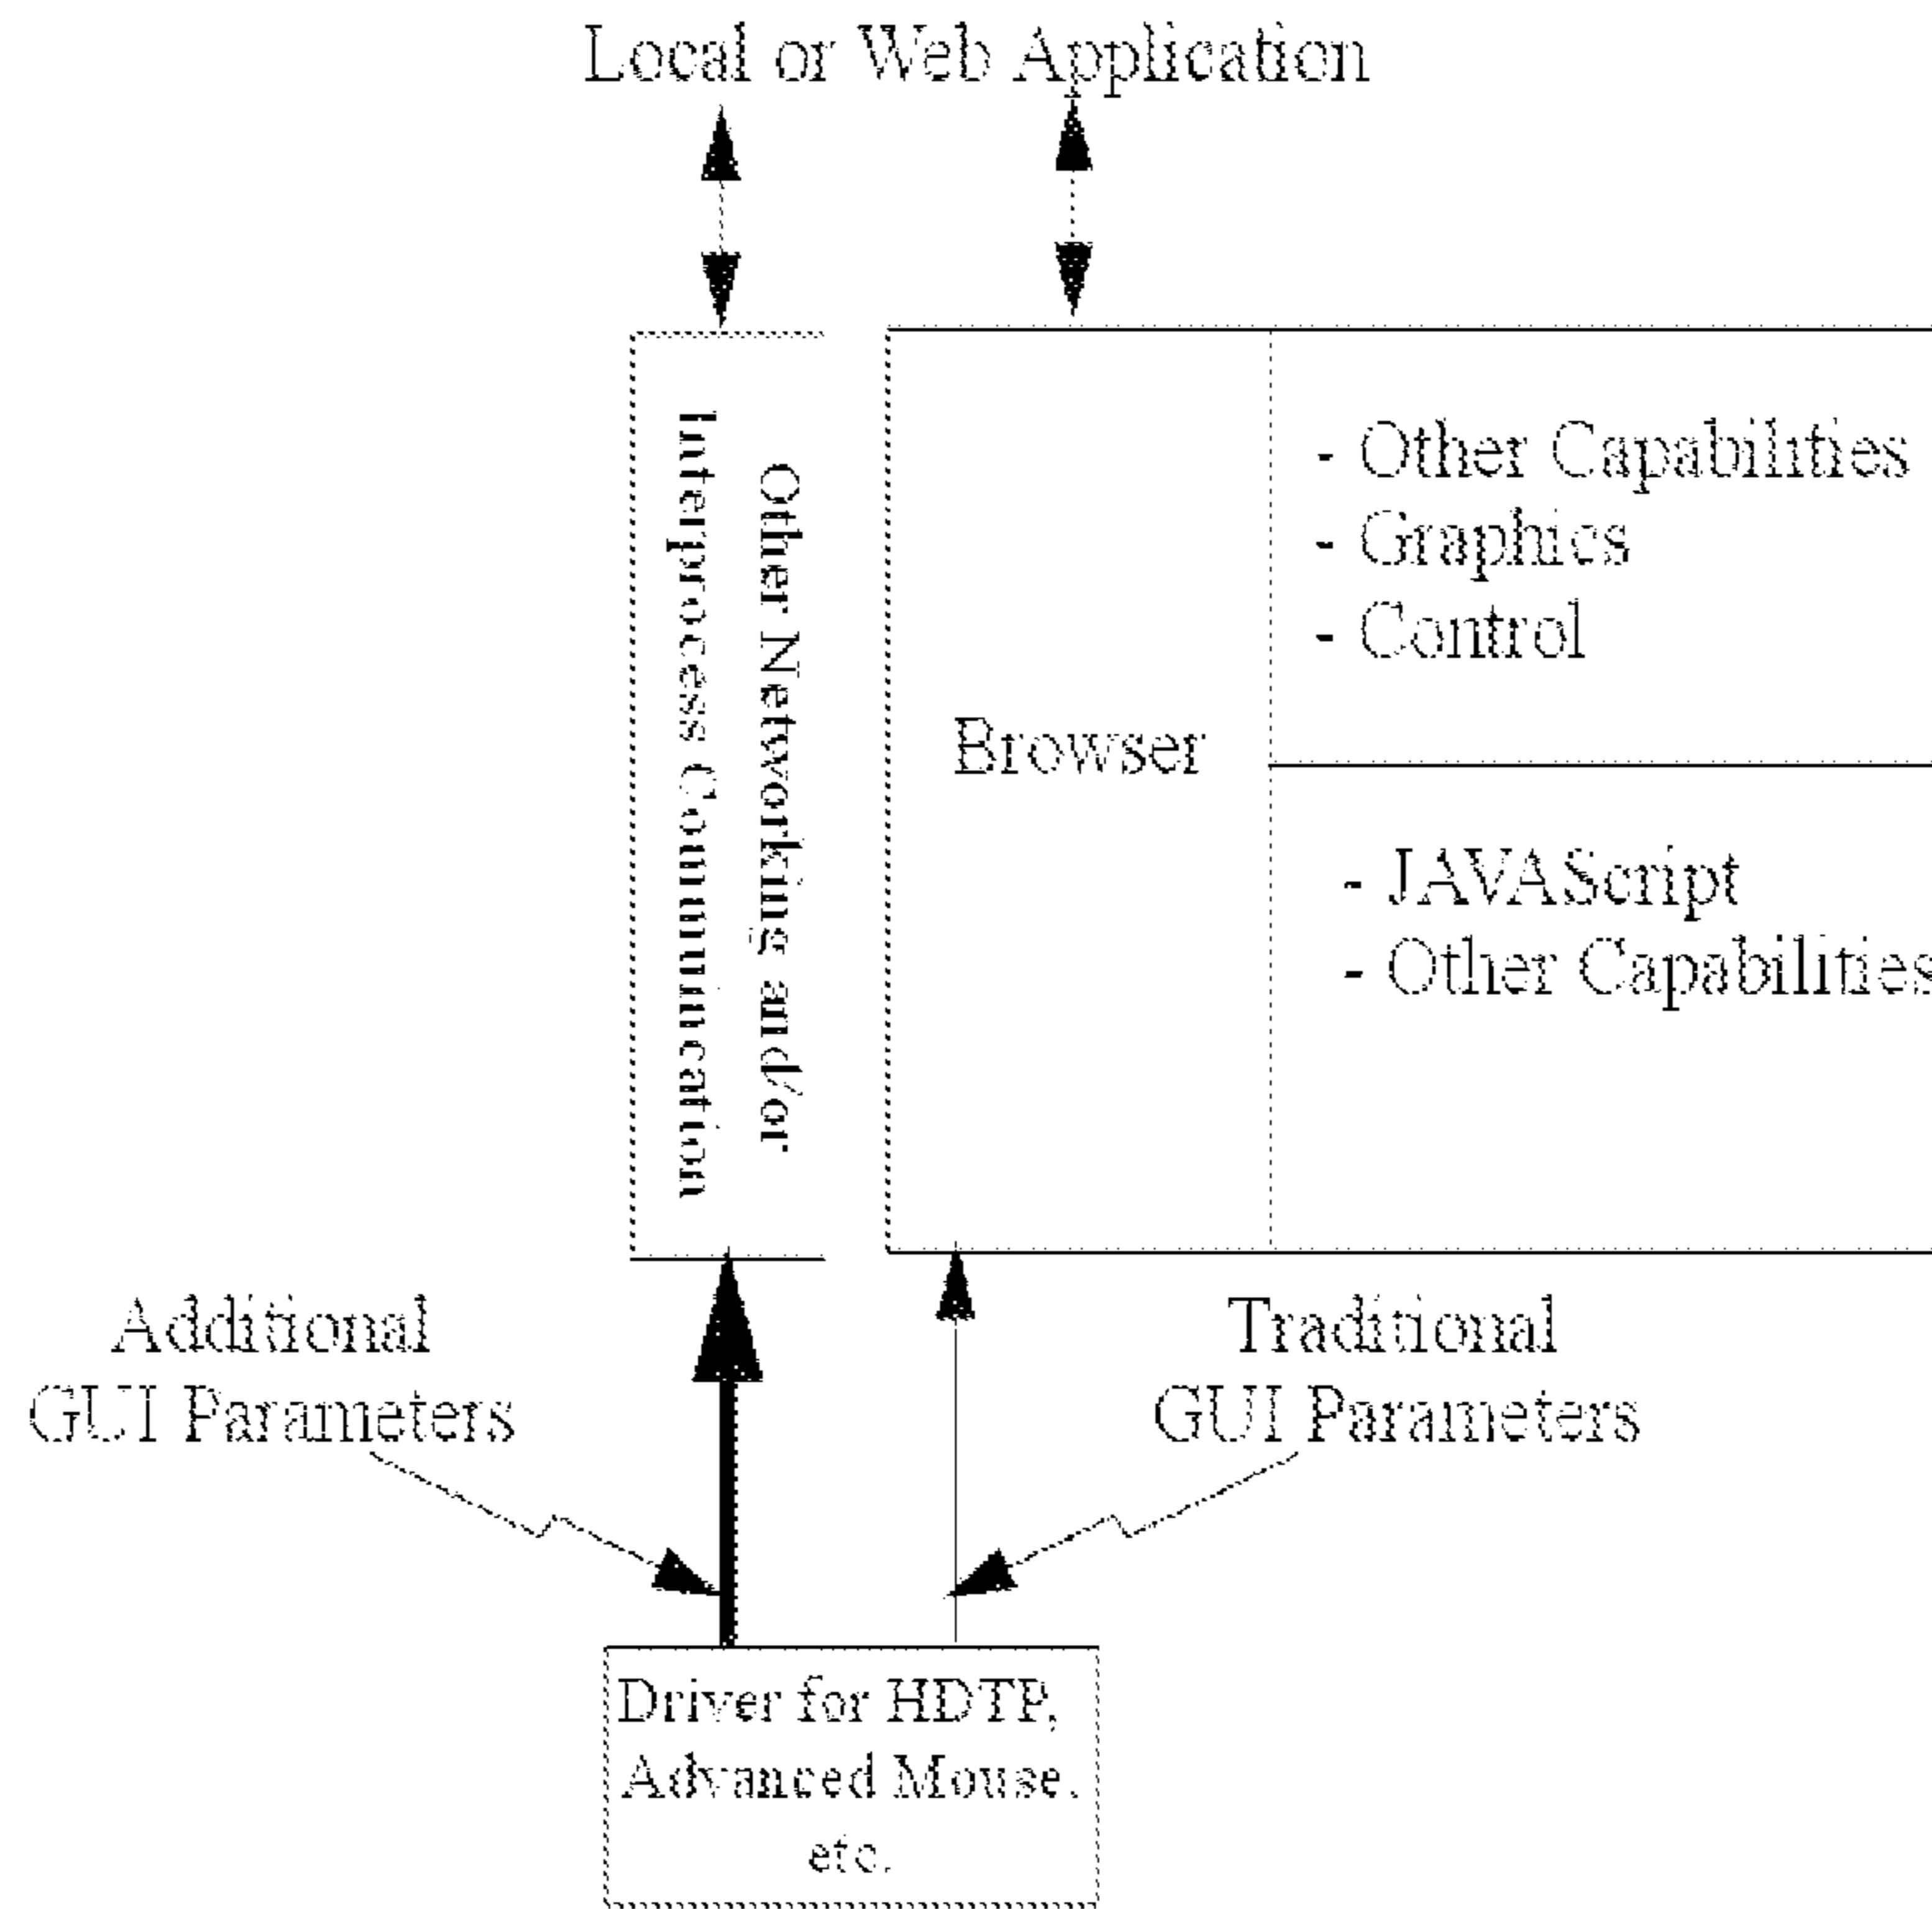 Local or Web Application
Other Networking and/or
Interprocess Communication
Browser
- Other Capabilities
- Graphics
- Control
- JAVAScript
- Other Capabilities
Additional
GUI Parameters
Traditional
GUI Parameters
Driver for HDTP,
Advanced Mouse,
etc.